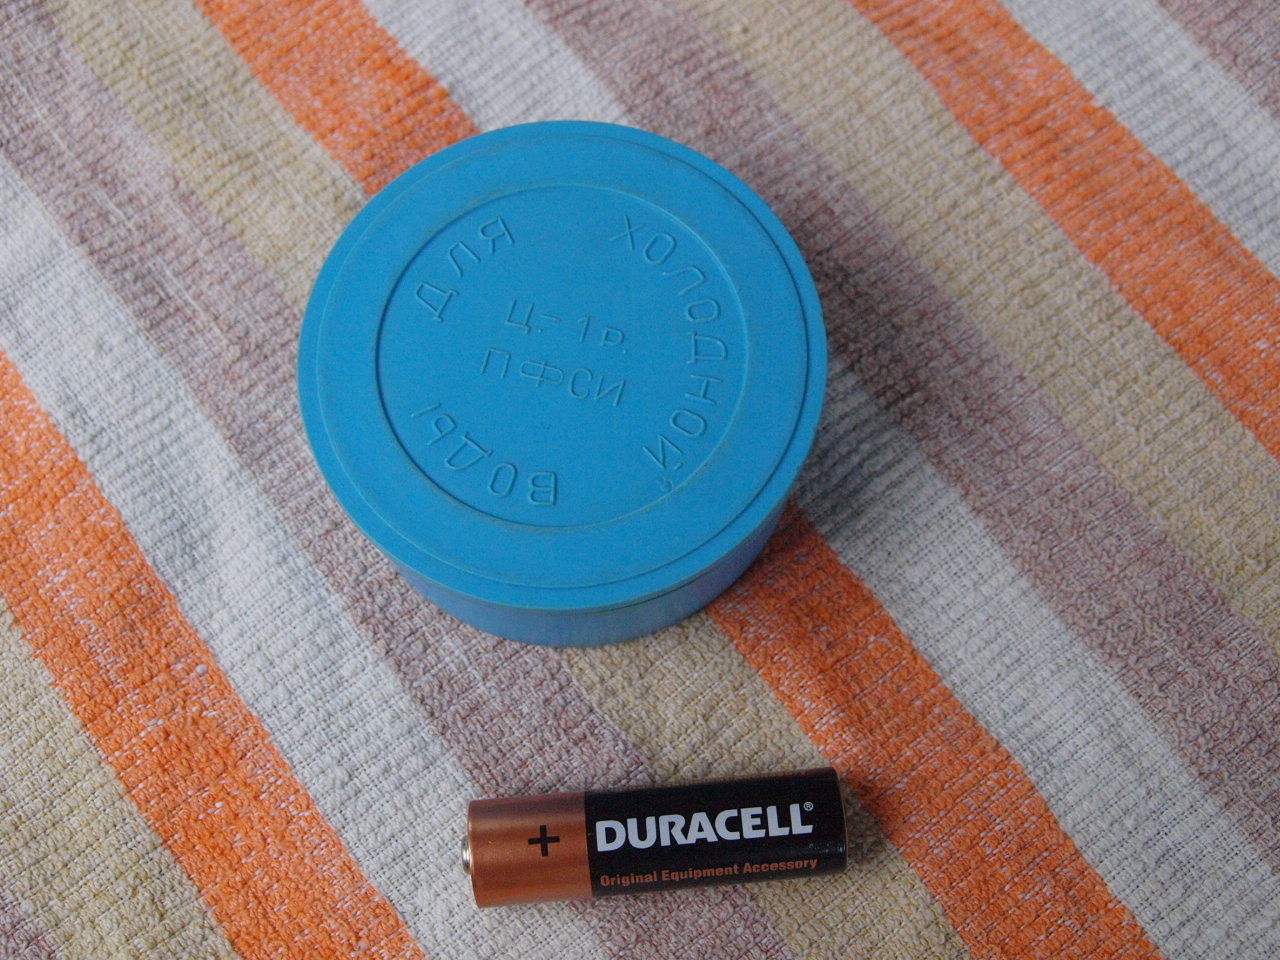 ДЛЯ ХОЛОДНОЙ ВОДЫ
Ц.-1р.
ПФСИ
+
DURACELL®
Original Equipment Accessory